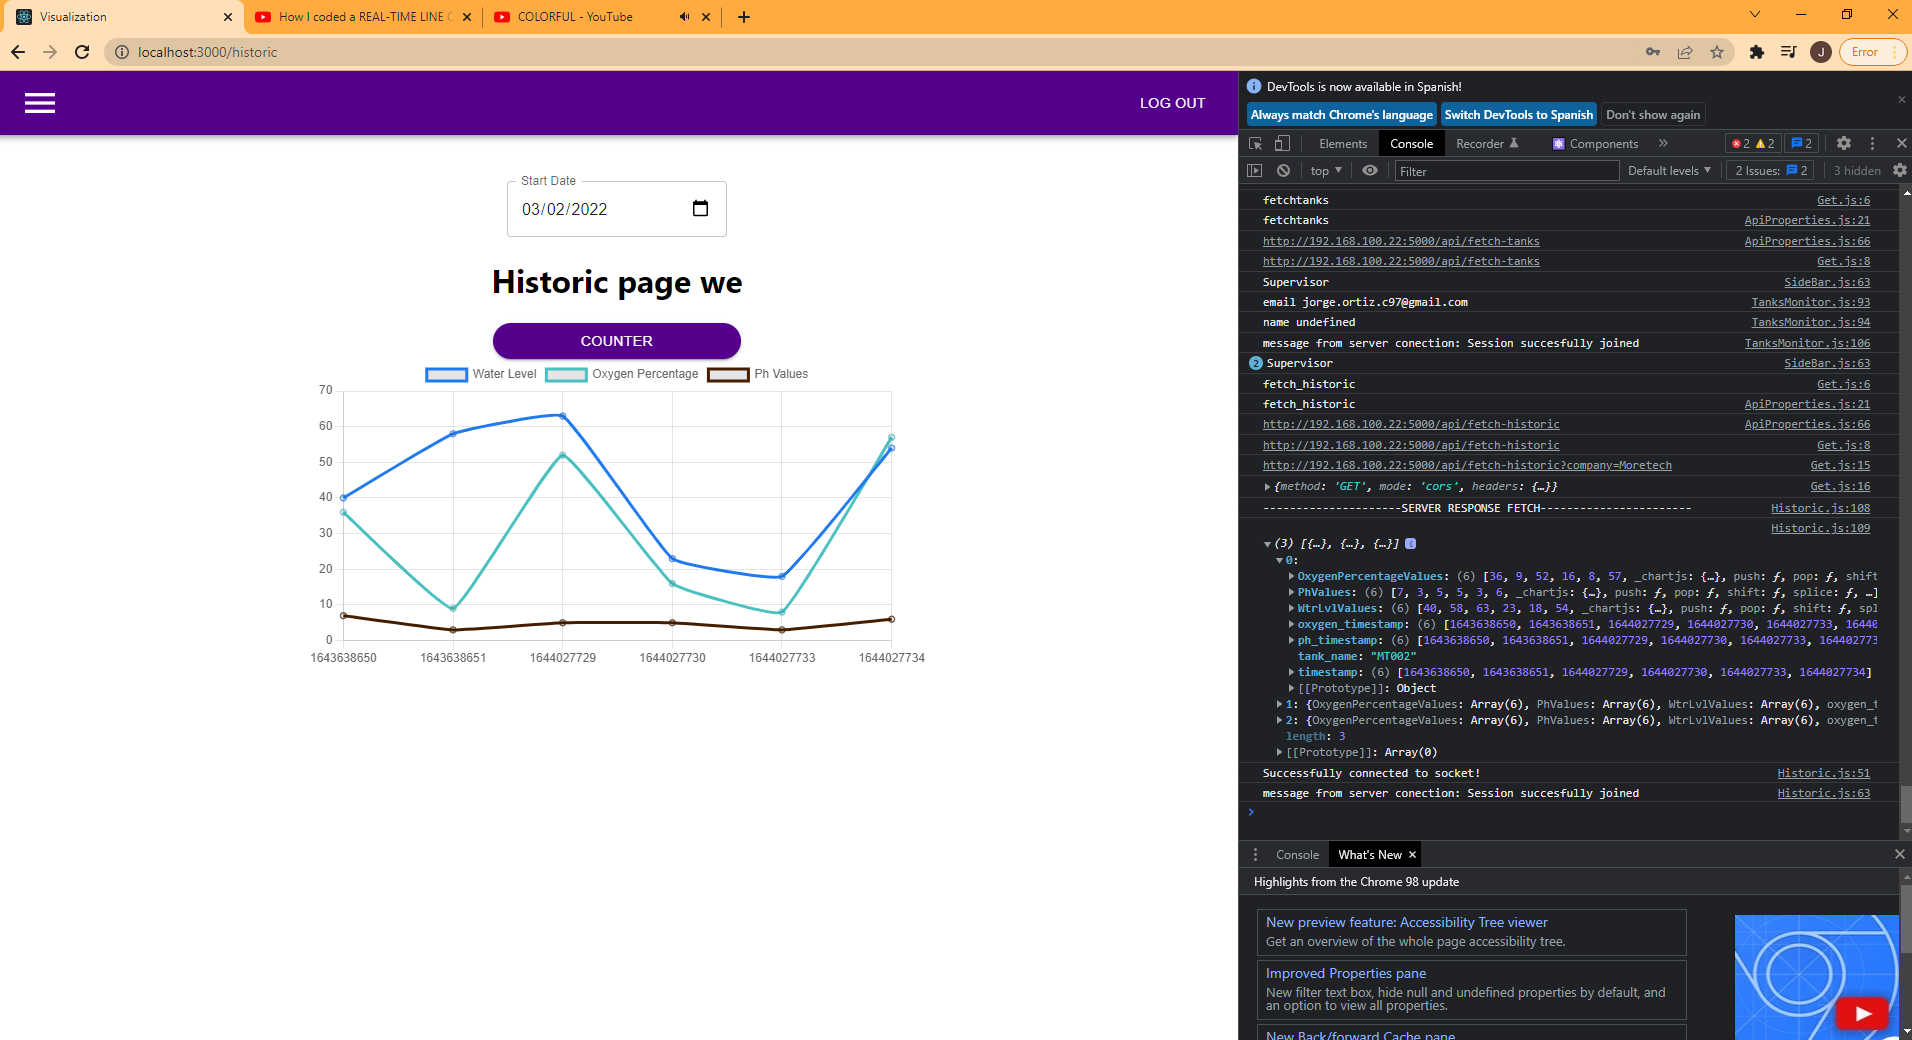 Visualization
How I coded a REAL-TIME LINE C
COLORFUL - YouTube
localhost:3000/historic
J
Error
LOG OUT
Start Date
03/02/2022
Historic page we
COUNTER
Water Level Oxygen Percentage Ph Values
70
60
50
40
30
20
10
0
1643638650 1643638651 1644027729 1644027730 1644027733 1644027734
DevTools is now available in Spanish!
Always match Chrome's language Switch DevTools to Spanish Don't show again
Elements Console Recorder Components » 2 2 2
top Filter Default levels 2 Issues: 2 3 hidden
fetchtanks Get.js:6
fetchtanks ApiProperties.js:21
http://192.168.100.22:5000/api/fetch-tanks ApiProperties.js:66
http://192.168.100.22:5000/api/fetch-tanks Get.js:8
Supervisor SideBar.js:63
email jorge.ortiz.c97@gmail.com TanksMonitor.js:93
name undefined TanksMonitor.js:94
message from server conection: Session succesfully joined TanksMonitor.js:106
2 Supervisor SideBar.js:63
fetch_historic Get.js:6
fetch_historic ApiProperties.js:21
http://192.168.100.22:5000/api/fetch-historic ApiProperties.js:66
http://192.168.100.22:5000/api/fetch-historic Get.js:8
http://192.168.100.22:5000/api/fetch-historic?company=Moretech Get.js:15
{method: 'GET', mode: 'cors', headers: {…}} Get.js:16
---------------------SERVER RESPONSE FETCH----------------------- Historic.js:108
Historic.js:109
(3) [{…}, {…}, {…}] i
0:
OxygenPercentageValues: (6) [36, 9, 52, 16, 8, 57, _chartjs: {…}, push: ƒ, pop: ƒ, shift
PhValues: (6) [7, 3, 5, 5, 3, 6, _chartjs: {…}, push: ƒ, pop: ƒ, shift: ƒ, splice: ƒ, …]
WtrLvlValues: (6) [40, 58, 63, 23, 18, 54, _chartjs: {…}, push: ƒ, pop: ƒ, shift: ƒ, spl
oxygen_timestamp: (6) [1643638650, 1643638651, 1644027729, 1644027730, 1644027733, 16440
ph_timestamp: (6) [1643638650, 1643638651, 1644027729, 1644027730, 1644027733, 164402773
tank_name: "MT002"
timestamp: (6) [1643638650, 1643638651, 1644027729, 1644027730, 1644027733, 1644027734]
[[Prototype]]: Object
1: {OxygenPercentageValues: Array(6), PhValues: Array(6), WtrLvlValues: Array(6), oxygen_t
2: {OxygenPercentageValues: Array(6), PhValues: Array(6), WtrLvlValues: Array(6), oxygen_t
length: 3
[[Prototype]]: Array(0)
Successfully connected to socket! Historic.js:51
message from server conection: Session succesfully joined Historic.js:63
Console What's New
Highlights from the Chrome 98 update
New preview feature: Accessibility Tree viewer
Get an overview of the whole page accessibility tree.
Improved Properties pane
New filter text box, hide null and undefined properties by default, and
an option to view all properties.
New Back/forward Cache pane